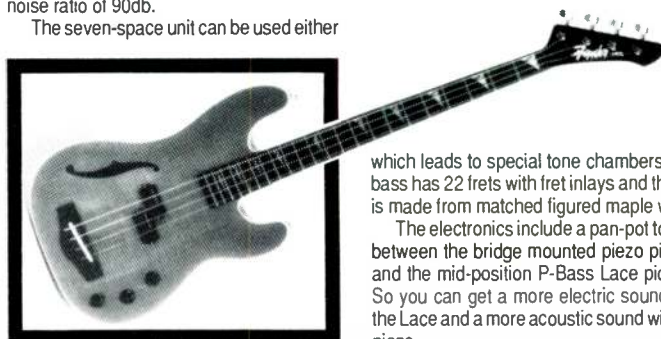 noise ratio of 90db.
The seven-space unit can be used either
Fender
which leads to special tone chambers
bass has 22 frets with fret inlays and th
is made from matched figured maple v
The electronics include a pan-pot to
between the bridge mounted piezo pi
and the mid-position P-Bass Lace pic
So you can get a more electric soun
the Lace and a more acoustic sound wi